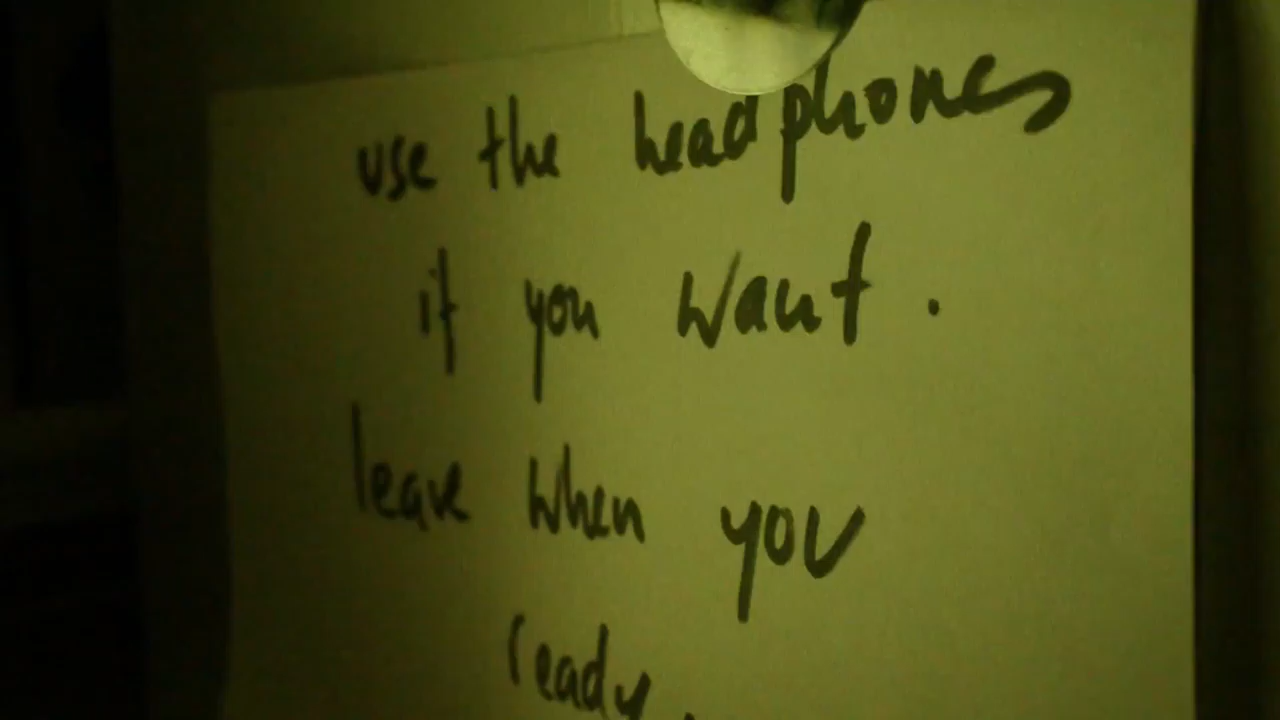 use the headphones
if you want.
leave when you
ready.